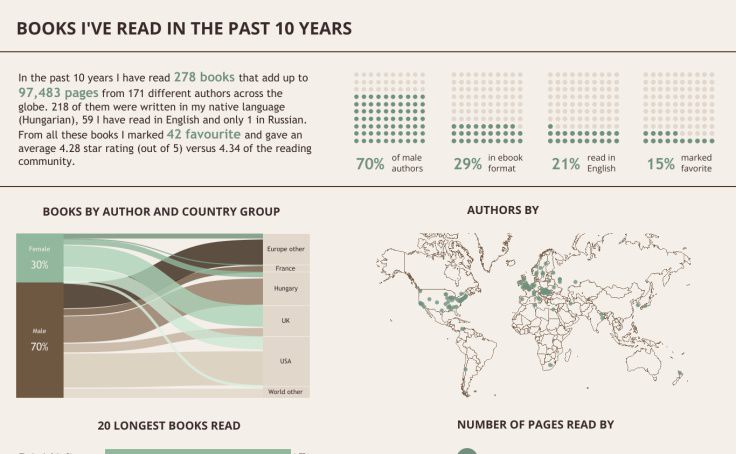 BOOKS I'VE READ IN THE PAST 10 YEARS
In the past 10 years I have read 278 books that add up to
97,483 pages from 171 different authors across the
globe. 218 of them were written in my native language
(Hungarian), 59 I have read in English and only 1 in Russian.
From all these books I marked 42 favourite and gave an
average 4.28 star rating (out of 5) versus 4.34 of the reading
community.
70% of male authors
29% in ebook format
21% read in English
15% marked favorite
BOOKS BY AUTHOR AND COUNTRY GROUP
Female
30%
Male
70%
Europe other
France
Hungary
UK
USA
World other
AUTHORS BY
20 LONGEST BOOKS READ
NUMBER OF PAGES READ BY